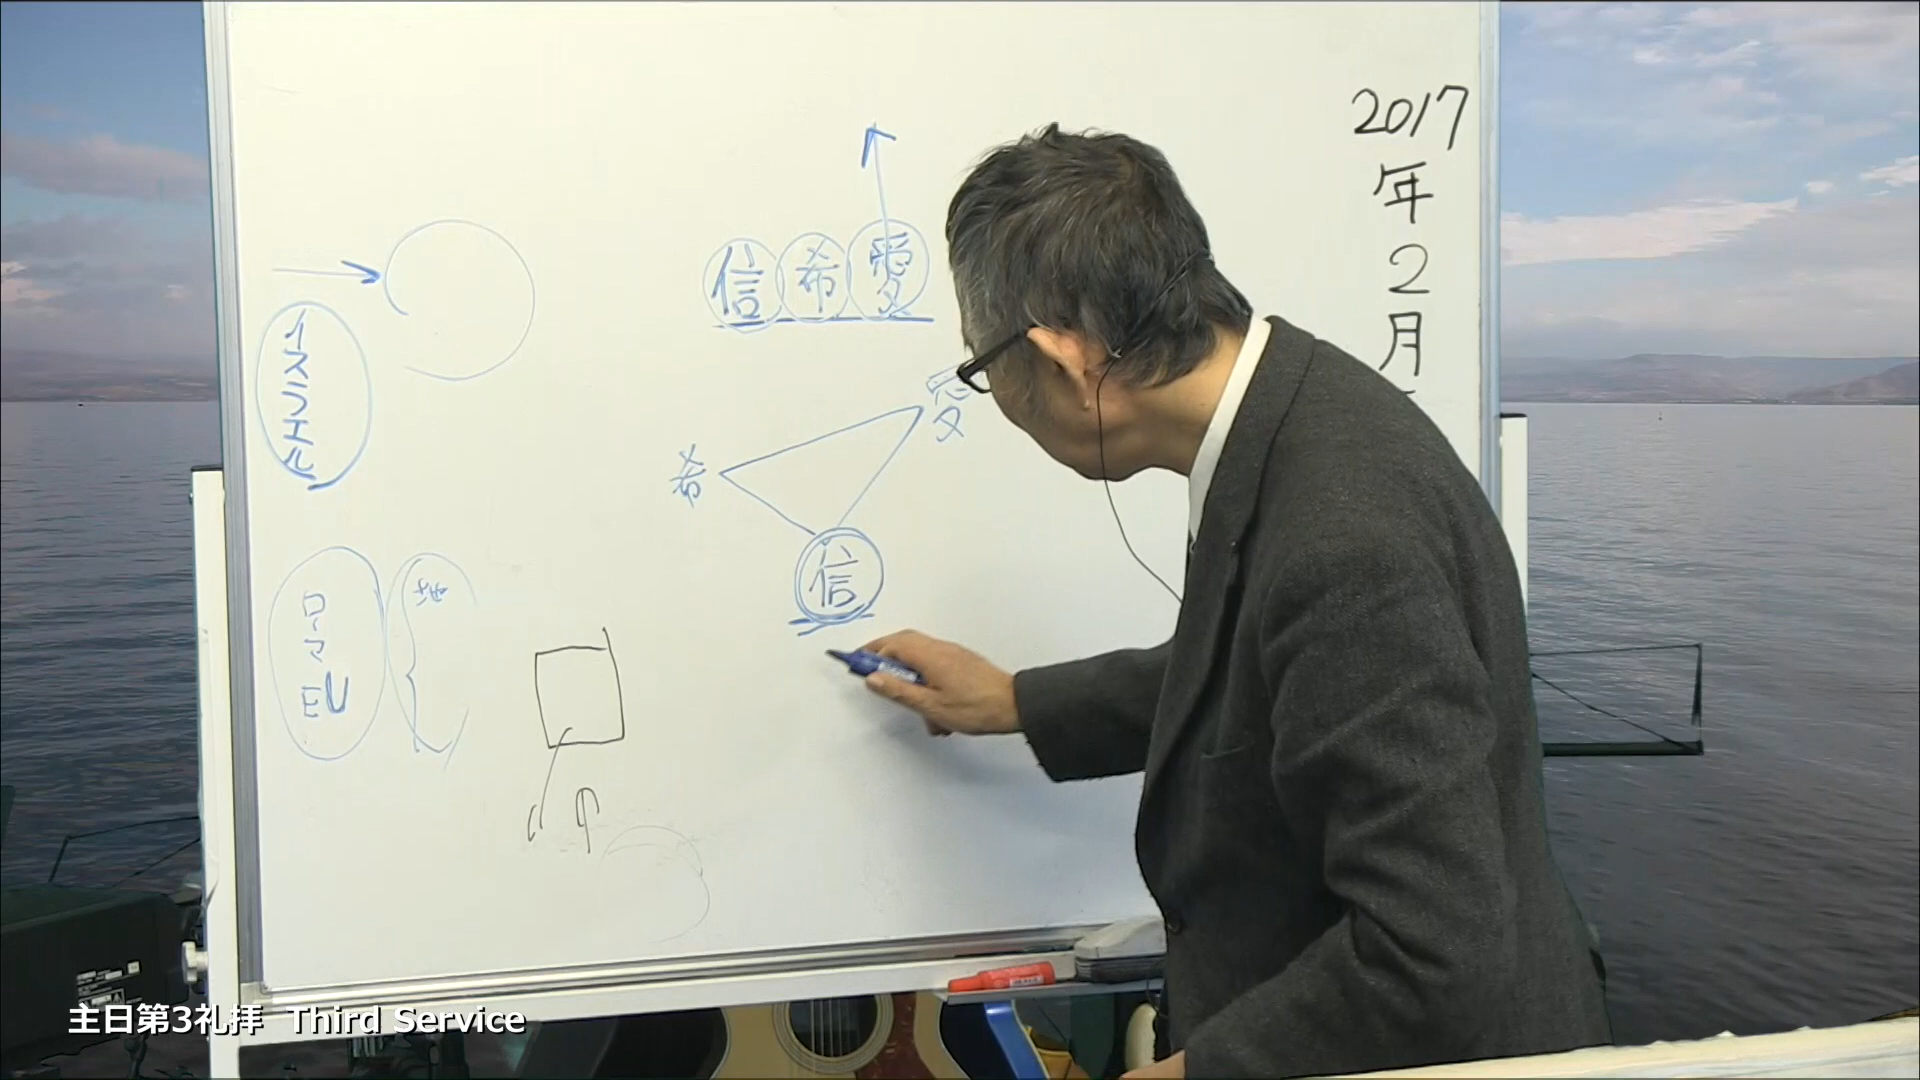 2017
年
2
月
信 希 愛
イスラエル
愛
希
信
ローマ
EU
主日第3礼拝 Third Service